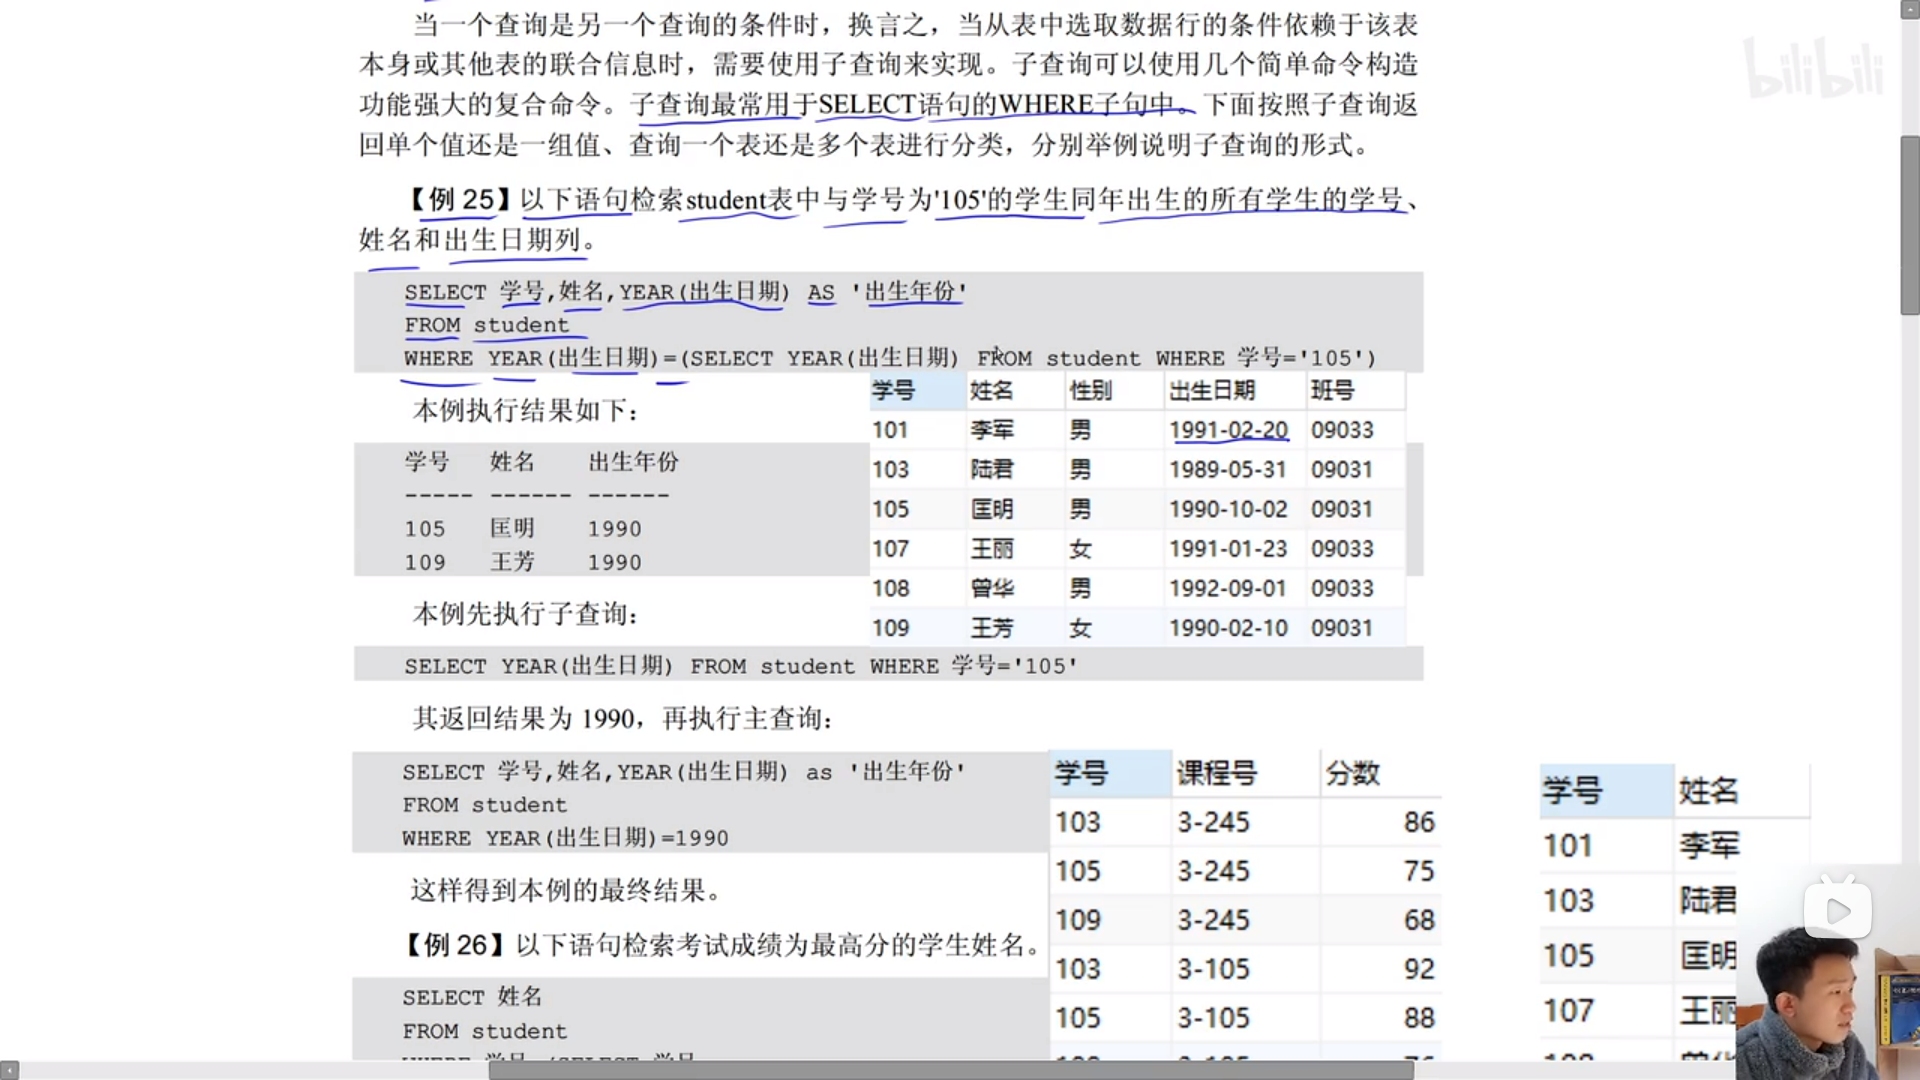 bilibili
当一个查询是另一个查询的条件时，换言之，当从表中选取数据行的条件依赖于该表
本身或其他表的联合信息时，需要使用子查询来实现。子查询可以使用几个简单命令构造
功能强大的复合命令。子查询最常用于SELECT语句的WHERE子句中。下面按照子查询返
回单个值还是一组值、查询一个表还是多个表进行分类，分别举例说明子查询的形式。
【例 25】以下语句检索student表中与学号为'105'的学生同年出生的所有学生的学号、
姓名和出生日期列。
SELECT 学号,姓名,YEAR(出生日期) AS '出生年份'
FROM student
WHERE YEAR(出生日期)=(SELECT YEAR(出生日期) FROM student WHERE 学号='105')
本例执行结果如下：
学号 姓名 出生年份
----- ------ ------
105 匡明 1990
109 王芳 1990
学号 姓名 性别 出生日期 班号
101 李军 男 1991-02-20 09033
103 陆君 男 1989-05-31 09031
105 匡明 男 1990-10-02 09031
107 王丽 女 1991-01-23 09033
108 曾华 男 1992-09-01 09033
109 王芳 女 1990-02-10 09031
本例先执行子查询：
SELECT YEAR(出生日期) FROM student WHERE 学号='105'
其返回结果为 1990，再执行主查询：
SELECT 学号,姓名,YEAR(出生日期) as '出生年份'
FROM student
WHERE YEAR(出生日期)=1990
这样得到本例的最终结果。
【例 26】以下语句检索考试成绩为最高分的学生姓名。
SELECT 姓名
FROM student
学号 课程号 分数
103 3-245 86
105 3-245 75
109 3-245 68
103 3-105 92
105 3-105 88
学号 姓名
101 李军
103 陆君
105 匡明
107 王丽